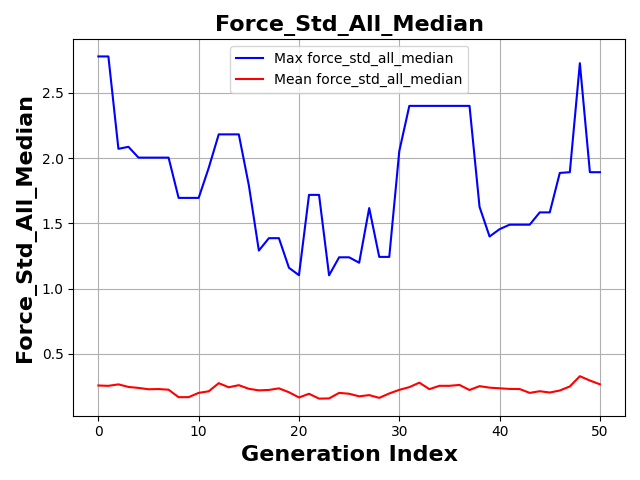 Force_Std_All_Median
Max force_std_all_median
Mean force_std_all_median
Force_Std_All_Median
2.5
2.0
1.5
1.0
0.5
0 10 20 30 40 50
Generation Index